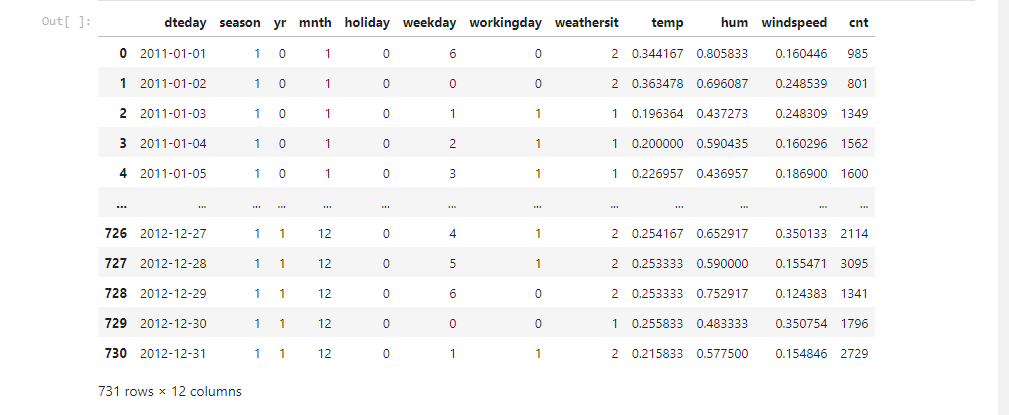 Out[ ]:
dteday season yr mnth holiday weekday workingday weathersit temp hum windspeed cnt
0 2011-01-01 1 0 1 0 6 0 2 0.344167 0.805833 0.160446 985
1 2011-01-02 1 0 1 0 0 0 2 0.363478 0.696087 0.248539 801
2 2011-01-03 1 0 1 0 1 1 1 0.196364 0.437273 0.248309 1349
3 2011-01-04 1 0 1 0 2 1 1 0.200000 0.590435 0.160296 1562
4 2011-01-05 1 0 1 0 3 1 1 0.226957 0.436957 0.186900 1600
... ... ... ... ... ... ... ... ... ... ... ... ...
726 2012-12-27 1 1 12 0 4 1 2 0.254167 0.652917 0.350133 2114
727 2012-12-28 1 1 12 0 5 1 2 0.253333 0.590000 0.155471 3095
728 2012-12-29 1 1 12 0 6 0 2 0.253333 0.752917 0.124383 1341
729 2012-12-30 1 1 12 0 0 0 1 0.255833 0.483333 0.350754 1796
730 2012-12-31 1 1 12 0 1 1 2 0.215833 0.577500 0.154846 2729
731 rows × 12 columns